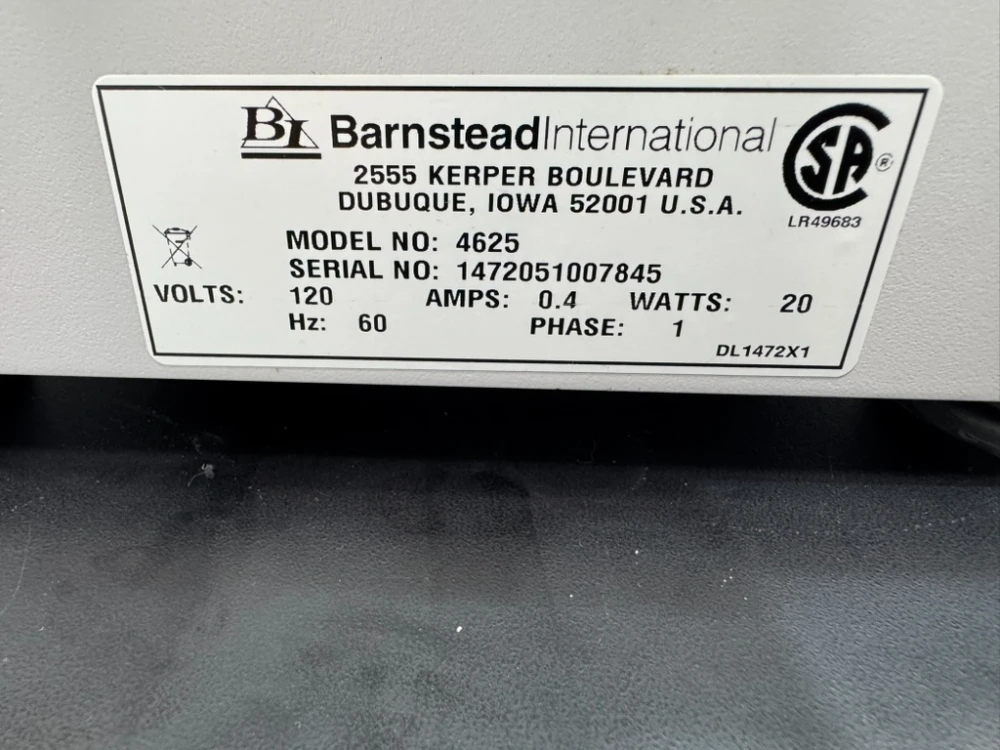 BI BarnsteadInternational
2555 KERPER BOULEVARD
DUBUQUE, IOWA 52001 U.S.A.
SA ®
LR49683
MODEL NO: 4625
SERIAL NO: 1472051007845
VOLTS: 120 AMPS: 0.4 WATTS: 20
Hz: 60 PHASE: 1
DL1472X1